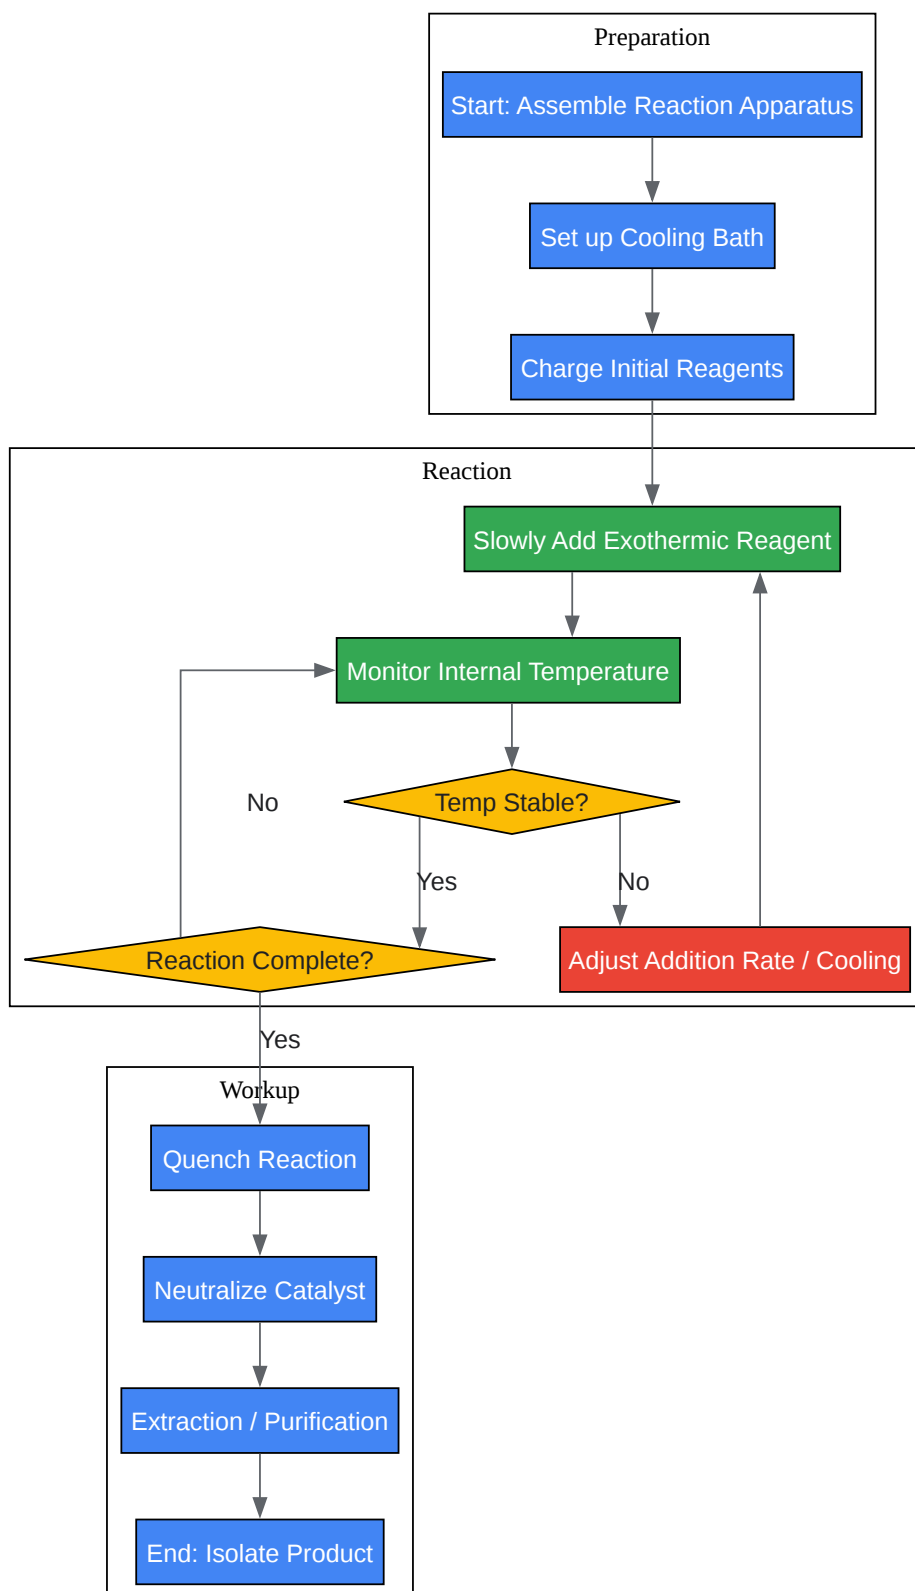 Preparation
Start: Assemble Reaction Apparatus
Set up Cooling Bath
Charge Initial Reagents
Reaction
Slowly Add Exothermic Reagent
Monitor Internal Temperature
Temp Stable?
No
Yes
No
Reaction Complete?
Adjust Addition Rate / Cooling
Yes
Workup
Quench Reaction
Neutralize Catalyst
Extraction / Purification
End: Isolate Product